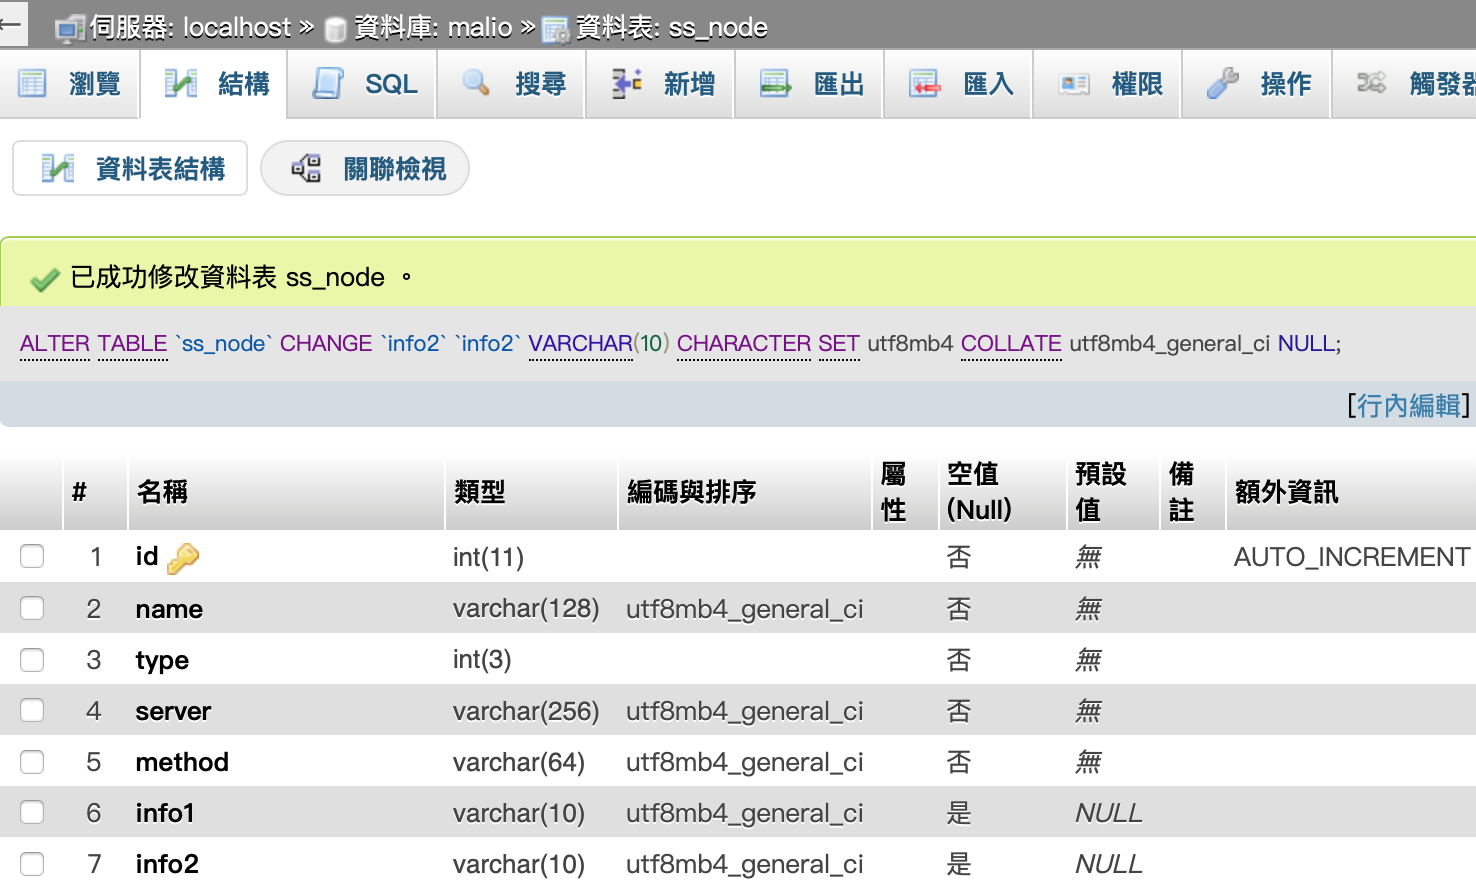 伺服器: localhost » 資料庫: malio » 資料表: ss_node
瀏覽 結構 SQL 搜尋 新增 匯出 匯入 權限 操作 觸發器
資料表結構 關聯檢視
已成功修改資料表 ss_node 。
ALTER TABLE `ss_node` CHANGE `info2` `info2` VARCHAR(10) CHARACTER SET utf8mb4 COLLATE utf8mb4_general_ci NULL;
[行內編輯]
# 名稱 類型 編碼與排序 屬性 空值 (Null) 預設值 備註 額外資訊
1 id int(11) 否 無 AUTO_INCREMENT
2 name varchar(128) utf8mb4_general_ci 否 無
3 type int(3) 否 無
4 server varchar(256) utf8mb4_general_ci 否 無
5 method varchar(64) utf8mb4_general_ci 否 無
6 info1 varchar(10) utf8mb4_general_ci 是 NULL
7 info2 varchar(10) utf8mb4_general_ci 是 NULL